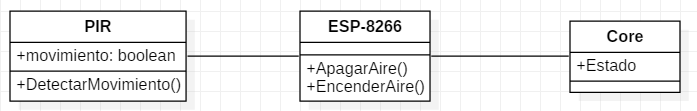 PIR
+movimiento: boolean
+DetectarMovimiento()
ESP-8266
+ApagarAire()
+EncenderAire()
Core
+Estado